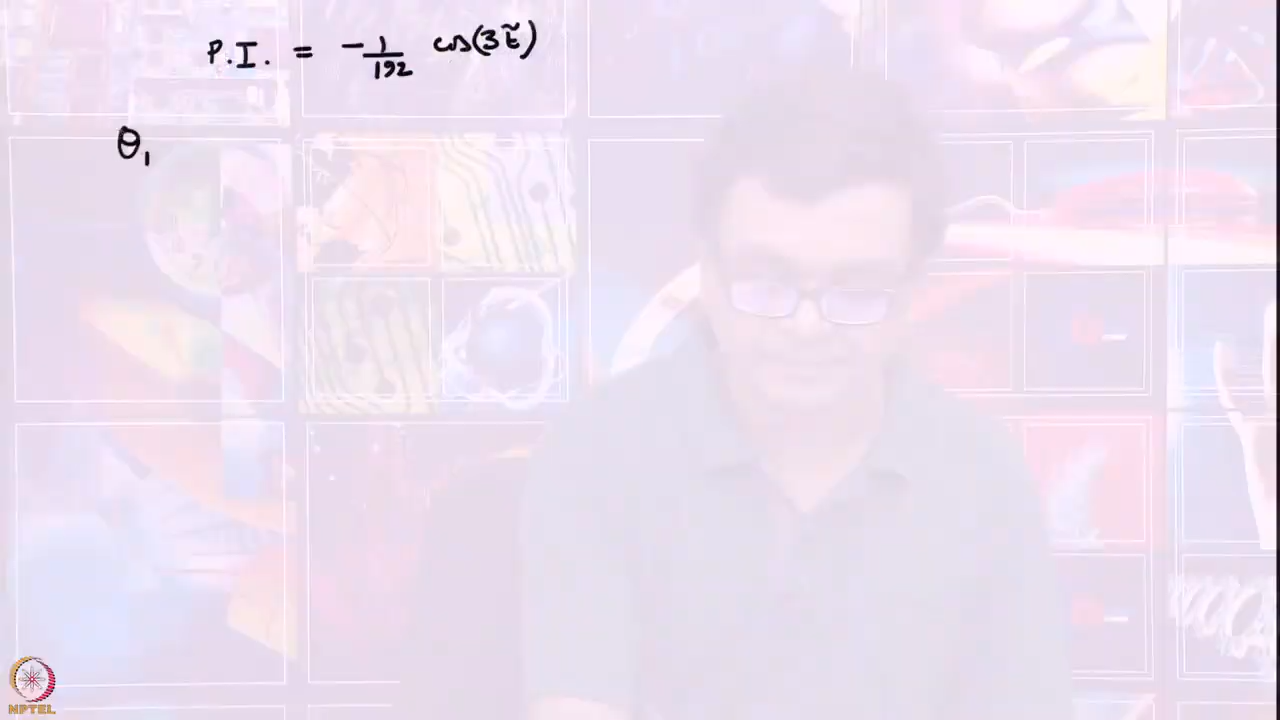 P.I. = -1/192 cos(3t̃)
θ₁
NPTEL